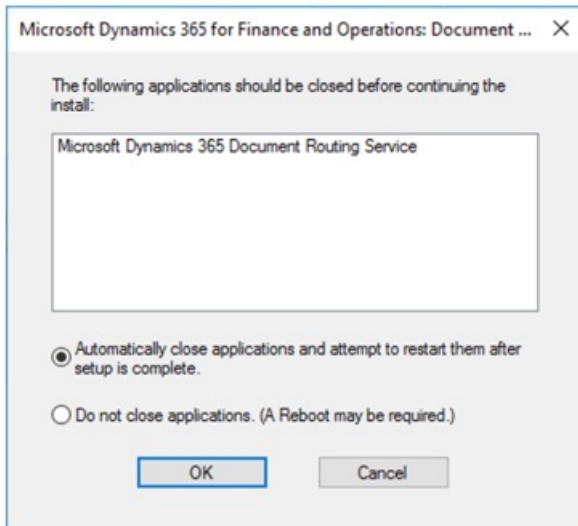 Microsoft Dynamics 365 for Finance and Operations: Document ...
The following applications should be closed before continuing the
install:
Microsoft Dynamics 365 Document Routing Service
Automatically close applications and attempt to restart them after
setup is complete.
Do not close applications. (A Reboot may be required.)
OK
Cancel